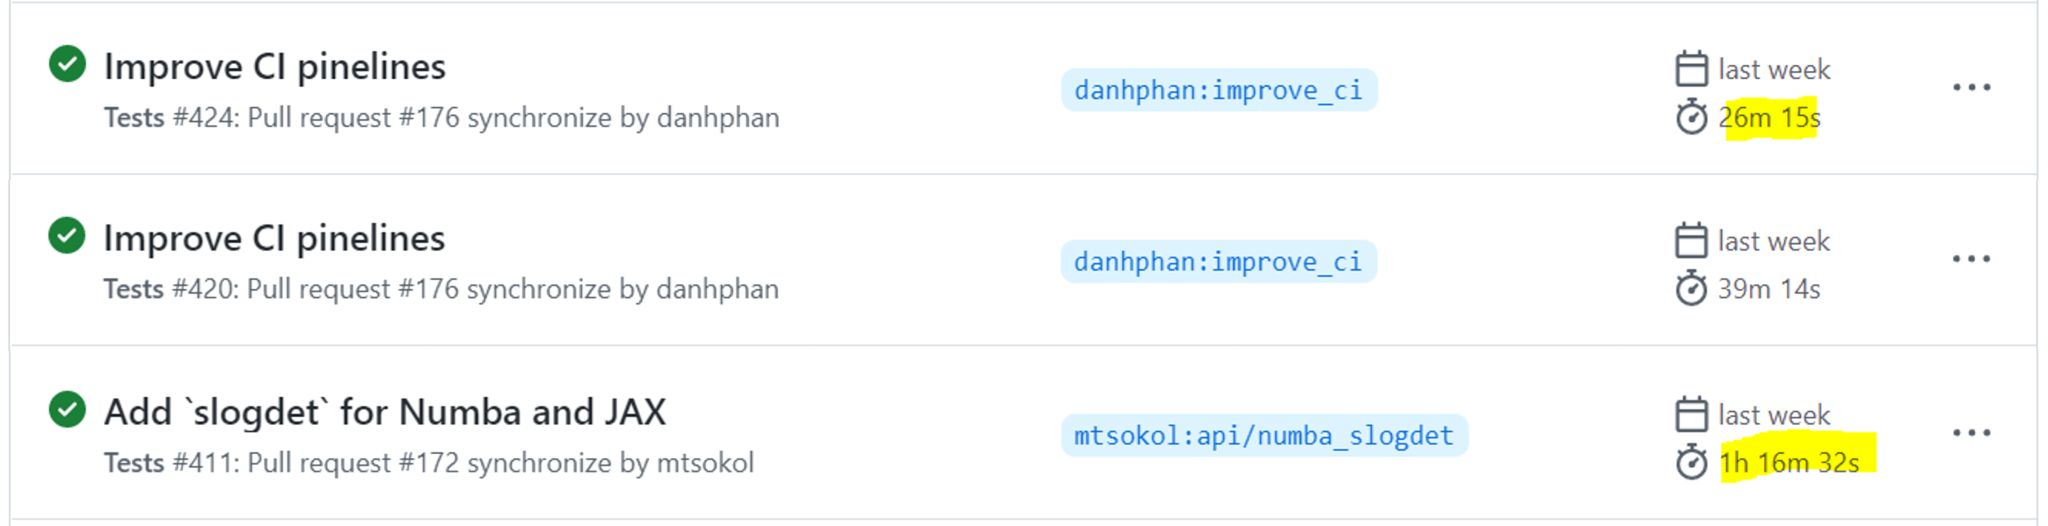 Improve CI pinelines
Tests #424: Pull request #176 synchronize by danhphan
danhphan:improve_ci
last week
26m 15s
Improve CI pinelines
Tests #420: Pull request #176 synchronize by danhphan
danhphan:improve_ci
last week
39m 14s
Add `slogdet` for Numba and JAX
Tests #411: Pull request #172 synchronize by mtsokol
mtsokol:api/numba_slogdet
last week
1h 16m 32s